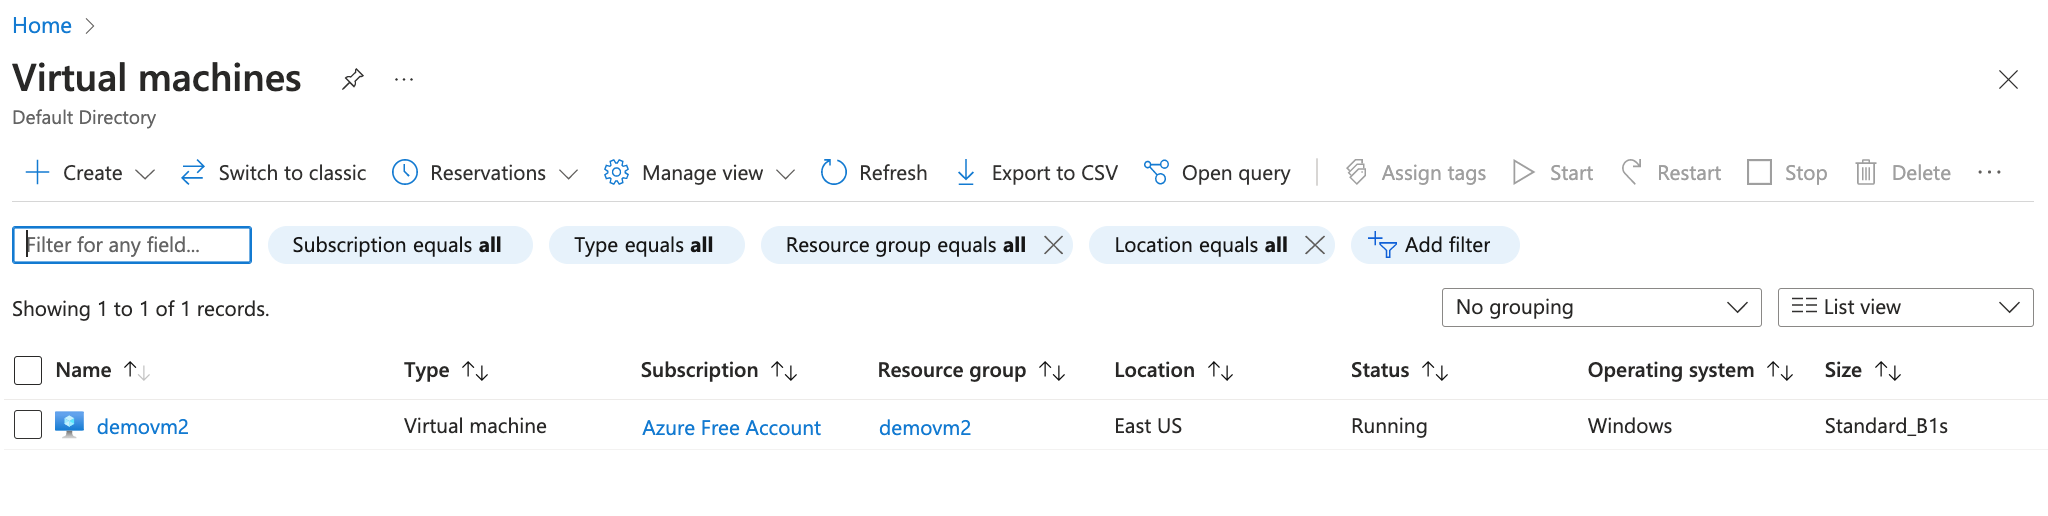 Home
Virtual machines
Default Directory
Create Switch to classic Reservations Manage view Refresh Export to CSV Open query Assign tags Start Restart Stop Delete
Filter for any field... Subscription equals all Type equals all Resource group equals all Location equals all Add filter
Showing 1 to 1 of 1 records. No grouping List view
Name Type Subscription Resource group Location Status Operating system Size
demovm2 Virtual machine Azure Free Account demovm2 East US Running Windows Standard_B1s